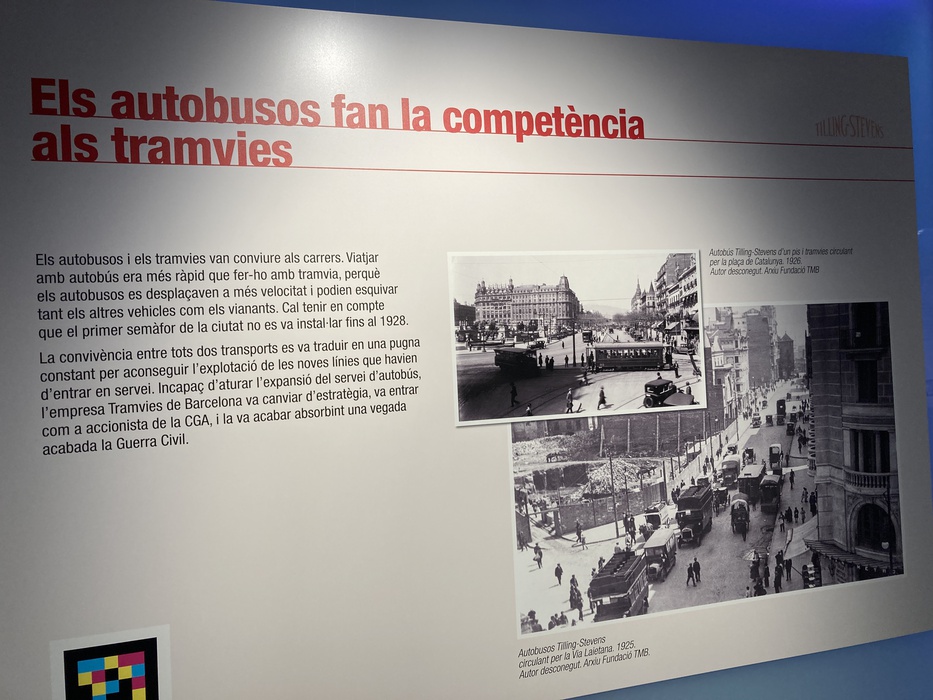 Els autobusos fan la competència
als tramvies
TILLING-STEVENS
Els autobusos i els tramvies van conviure als carrers. Viatjar
amb autobús era més ràpid que fer-ho amb tramvia, perquè
els autobusos es desplaçaven a més velocitat i podien esquivar
tant els altres vehicles com els vianants. Cal tenir en compte
que el primer semàfor de la ciutat no es va instal·lar fins al 1928.
La convivència entre tots dos transports es va traduir en una pugna
constant per aconseguir l'explotació de les noves línies que havien
d'entrar en servei. Incapaç d'aturar l'expansió del servei d'autobús,
l'empresa Tramvies de Barcelona va canviar d'estratègia, va entrar
com a accionista de la CGA, i la va acabar absorbint una vegada
acabada la Guerra Civil.
Autobús Tilling-Stevens d'un pis i tramvies circulant
per la plaça de Catalunya. 1926.
Autor desconegut. Arxiu Fundació TMB
Autobusos Tilling-Stevens
circulant per la Via Laietana. 1925.
Autor desconegut. Arxiu Fundació TMB.